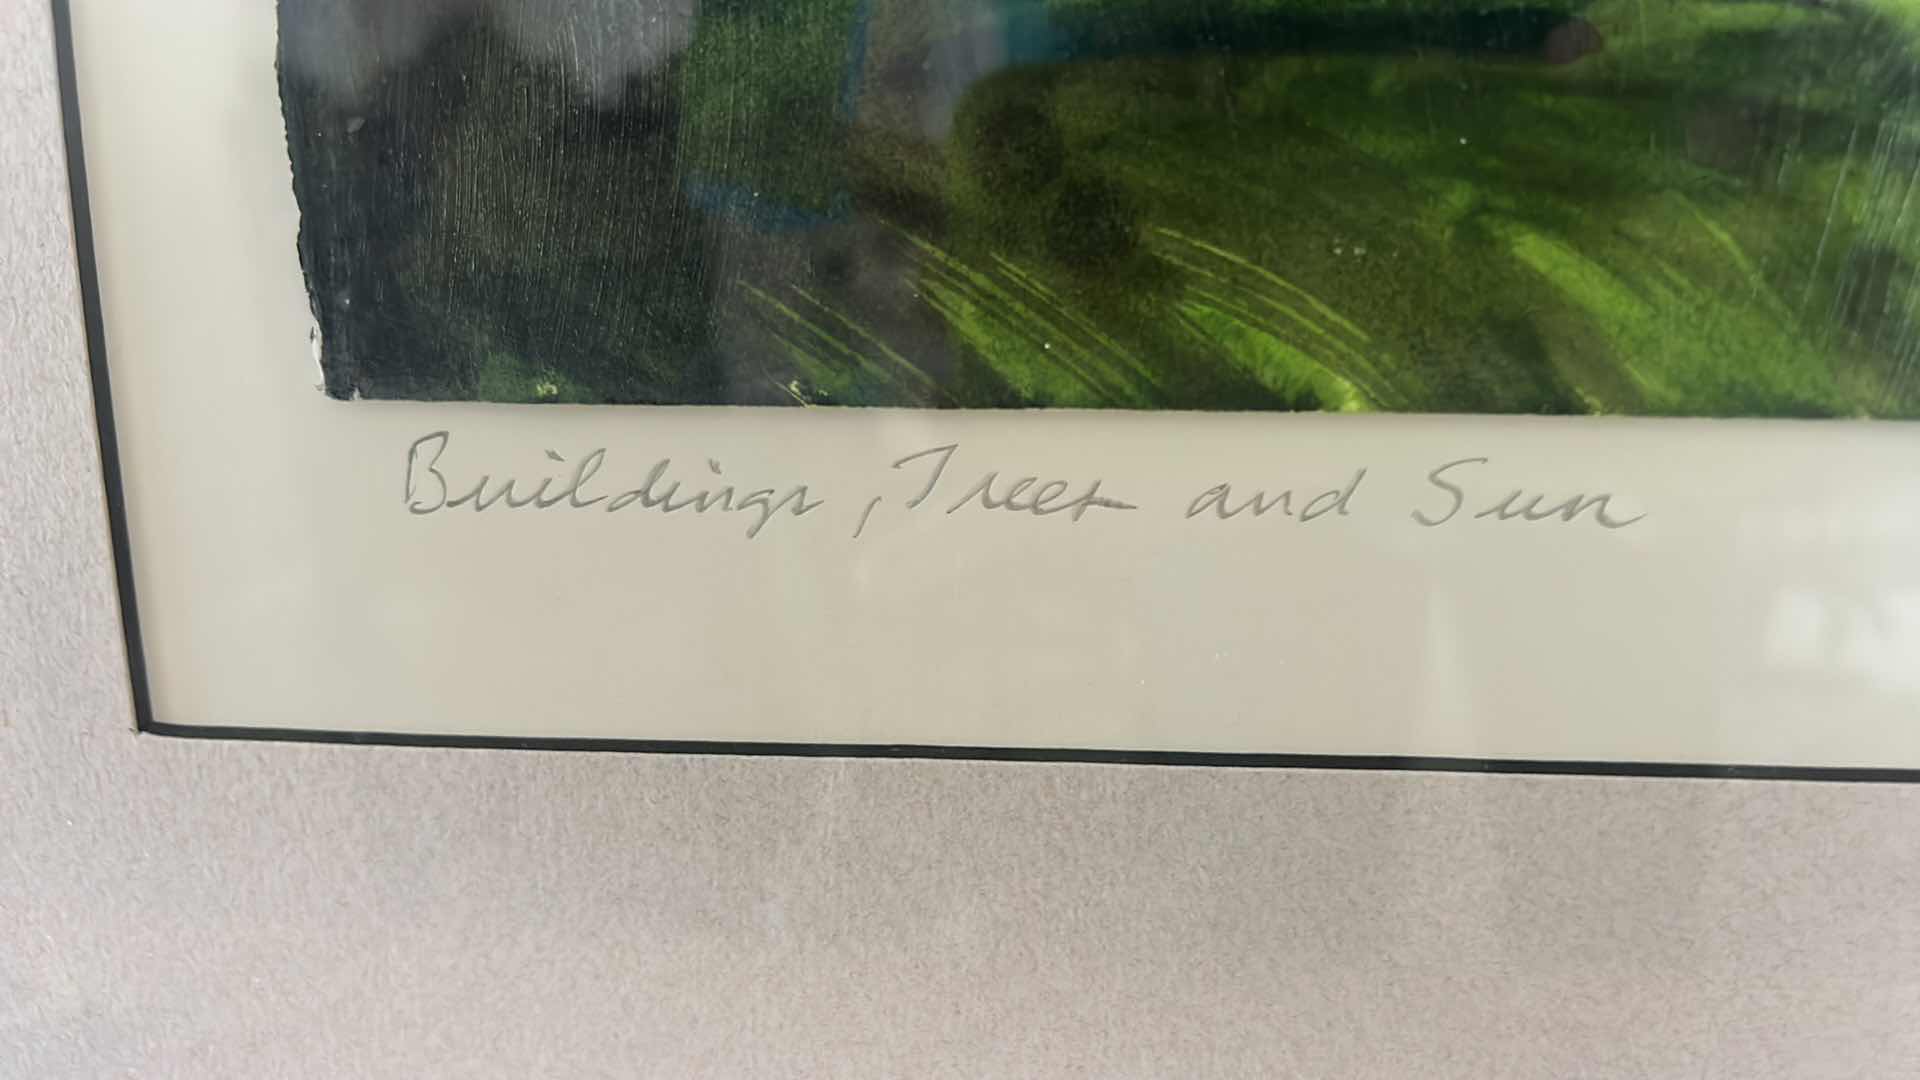 Buildings, Trees and Sun